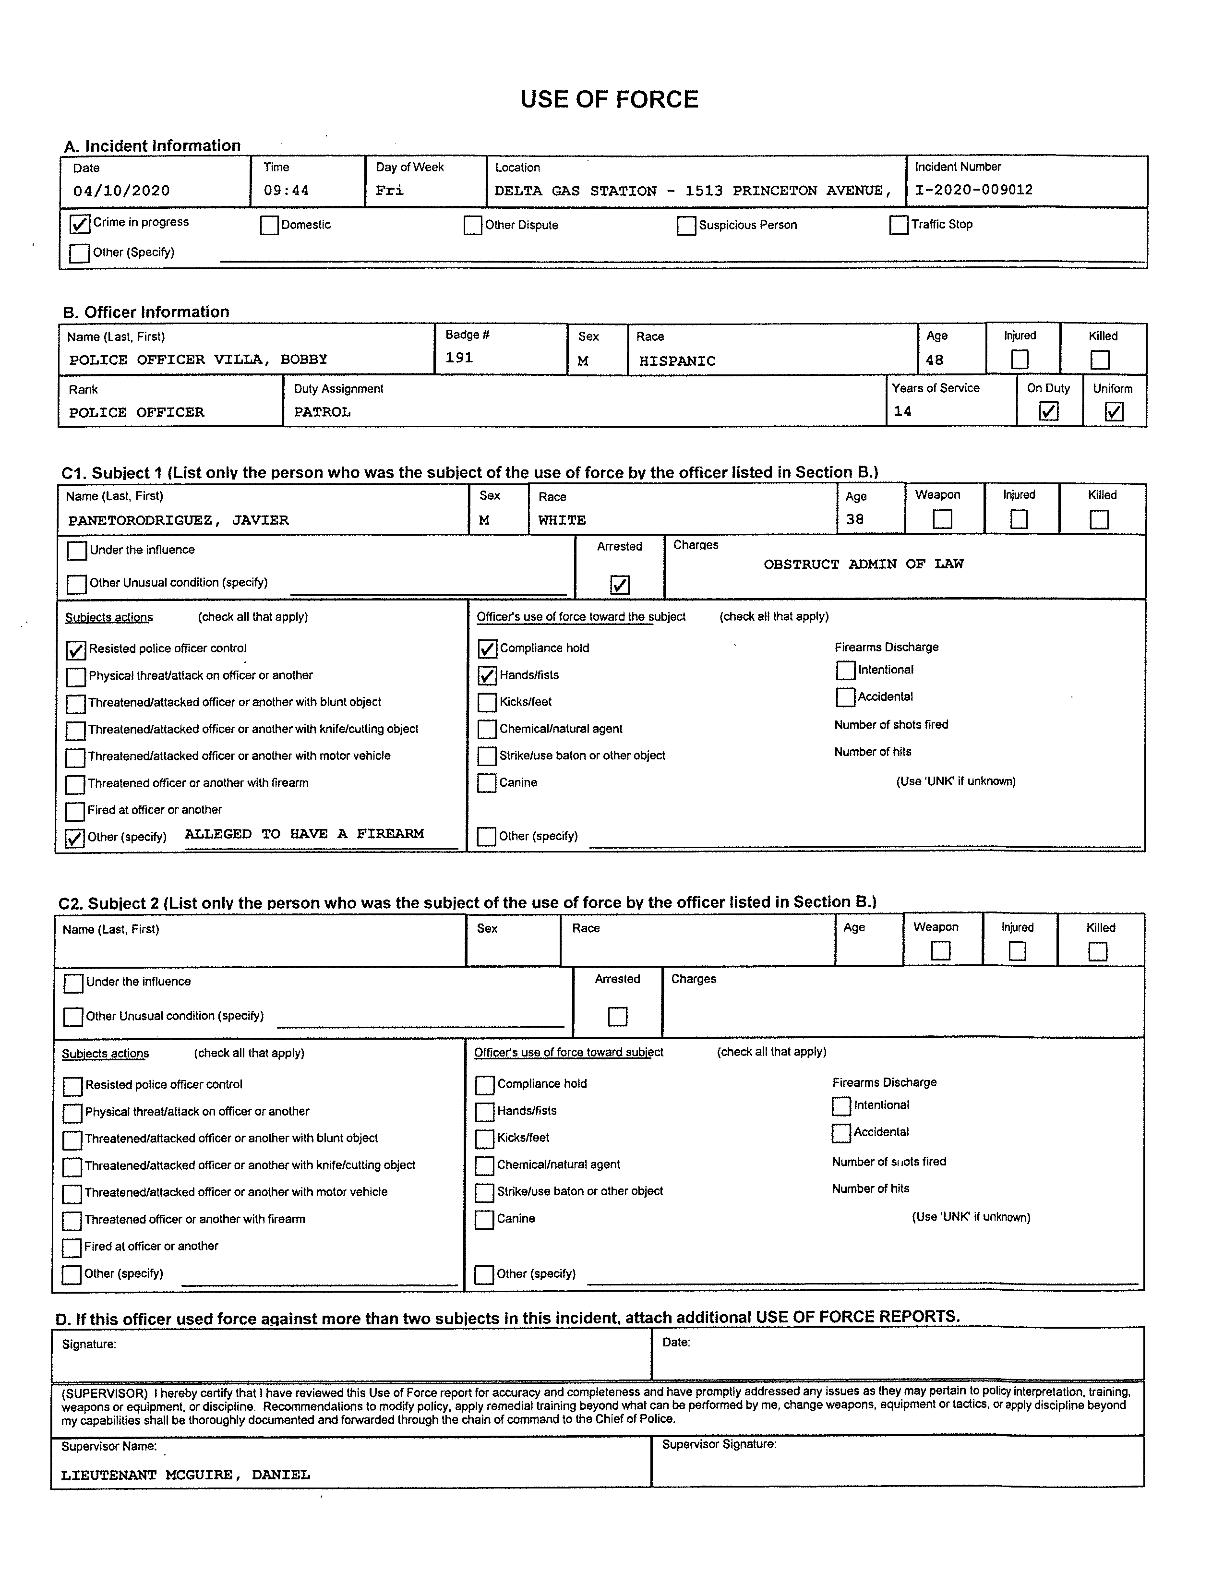 USE OF FORCE
A. Incident Information
Date Time Day of Week Location Incident Number
04/10/2020 09:44 Fri DELTA GAS STATION - 1513 PRINCETON AVENUE, I-2020-009012
Crime in progress Domestic Other Dispute Suspicious Person Traffic Stop
Other (Specify)
B. Officer Information
Name (Last, First) Badge # Sex Race Age Injured Killed
POLICE OFFICER VILLA, BOBBY 191 M HISPANIC 48
Rank Duty Assignment Years of Service On Duty Uniform
POLICE OFFICER PATROL 14
C1. Subject 1 (List only the person who was the subject of the use of force by the officer listed in Section B.)
Name (Last, First) Sex Race Age Weapon Injured Killed
PANETORODRIGUEZ, JAVIER M WHITE 38
Under the influence Arrested Charges
OBSTRUCT ADMIN OF LAW
Other Unusual condition (specify)
Subjects actions (check all that apply) Officer's use of force toward the subject (check all that apply)
Resisted police officer control Compliance hold Firearms Discharge
Physical threat/attack on officer or another Hands/fists Intentional
Threatened/attacked officer or another with blunt object Kicks/feet Accidental
Threatened/attacked officer or another with knife/cutting object Chemical/natural agent Number of shots fired
Threatened/attacked officer or another with motor vehicle Strike/use baton or other object Number of hits
Threatened officer or another with firearm Canine (Use 'UNK' if unknown)
Fired at officer or another
Other (specify) ALLEGED TO HAVE A FIREARM Other (specify)
C2. Subject 2 (List only the person who was the subject of the use of force by the officer listed in Section B.)
Name (Last, First) Sex Race Age Weapon Injured Killed
Under the influence Arrested Charges
Other Unusual condition (specify)
Subjects actions (check all that apply) Officer's use of force toward subject (check all that apply)
Resisted police officer control Compliance hold Firearms Discharge
Physical threat/attack on officer or another Hands/fists Intentional
Threatened/attacked officer or another with blunt object Kicks/feet Accidental
Threatened/attacked officer or another with knife/cutting object Chemical/natural agent Number of shots fired
Threatened/attacked officer or another with motor vehicle Strike/use baton or other object Number of hits
Threatened officer or another with firearm Canine (Use 'UNK' if unknown)
Fired at officer or another
Other (specify) Other (specify)
D. If this officer used force against more than two subjects in this incident, attach additional USE OF FORCE REPORTS.
Signature: Date:
(SUPERVISOR) I hereby certify that I have reviewed this Use of Force report for accuracy and completeness and have promptly addressed any issues as they may pertain to policy interpretation, training,
weapons or equipment, or discipline. Recommendations to modify policy, apply remedial training beyond what can be performed by me, change weapons, equipment or tactics, or apply discipline beyond
my capabilities shall be thoroughly documented and forwarded through the chain of command to the Chief of Police.
Supervisor Name: Supervisor Signature:
LIEUTENANT MCGUIRE, DANIEL